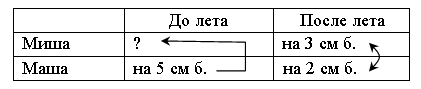 До лета После лета
Миша ? на 3 см б.
Маша на 5 см б. на 2 см б.